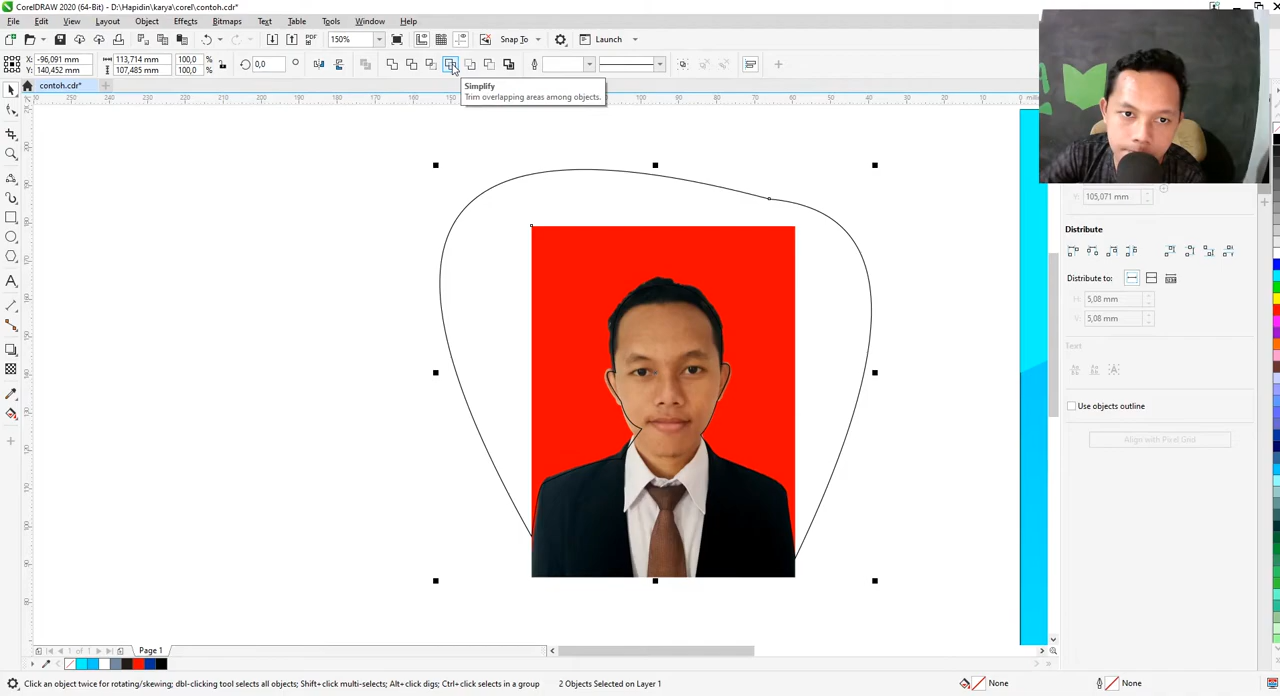 CorelDRAW 2020 (64-Bit) - D:\Hapidin\karya\corel\contoh.cdr*
File Edit View Layout Object Effects Bitmaps Text Table Tools Window Help
PDF 150% Snap To Launch
X: -96,091 mm 113,714 mm 100,0 % 0,0 °
Y: 140,452 mm 107,485 mm 100,0 %
contoh.cdr*
Simplify
Trim overlapping areas among objects.
Y: 105,071 mm
Distribute
Distribute to:
H: 5,08 mm
V: 5,08 mm
Text
Use objects outline
Align with Pixel Grid
1 of 1 Page 1
Click an object twice for rotating/skewing; dbl-clicking tool selects all objects; Shift+click multi-selects; Alt+click digs; Ctrl+click selects in a group 2 Objects Selected on Layer 1 None None